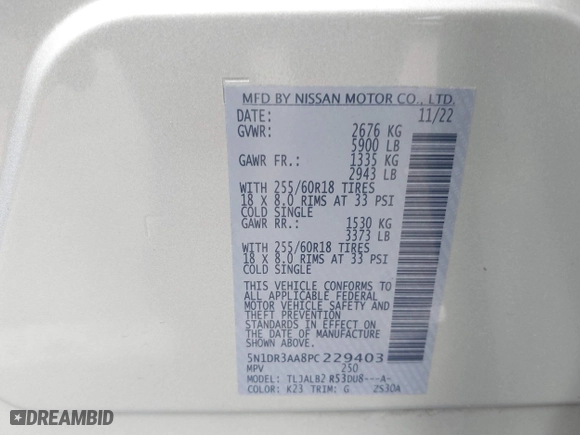 MFD BY NISSAN MOTOR CO., LTD.
DATE: 11/22
GVWR: 2676 KG
5900 LB
GAWR FR.: 1335 KG
2943 LB
WITH 255/60R18 TIRES
18 X 8.0 RIMS AT 33 PSI
COLD SINGLE
GAWR RR.: 1530 KG
3373 LB
WITH 255/60R18 TIRES
18 X 8.0 RIMS AT 33 PSI
COLD SINGLE
THIS VEHICLE CONFORMS TO
ALL APPLICABLE FEDERAL
MOTOR VEHICLE SAFETY AND
THEFT PREVENTION
STANDARDS IN EFFECT ON
THE DATE OF MANUFACTURE
SHOWN ABOVE.
5N1DR3AA8PC229403
MPV 250
MODEL: TLJALB2 R53DU8---A-
COLOR: K23 TRIM: G 2S30A
DREAMBID